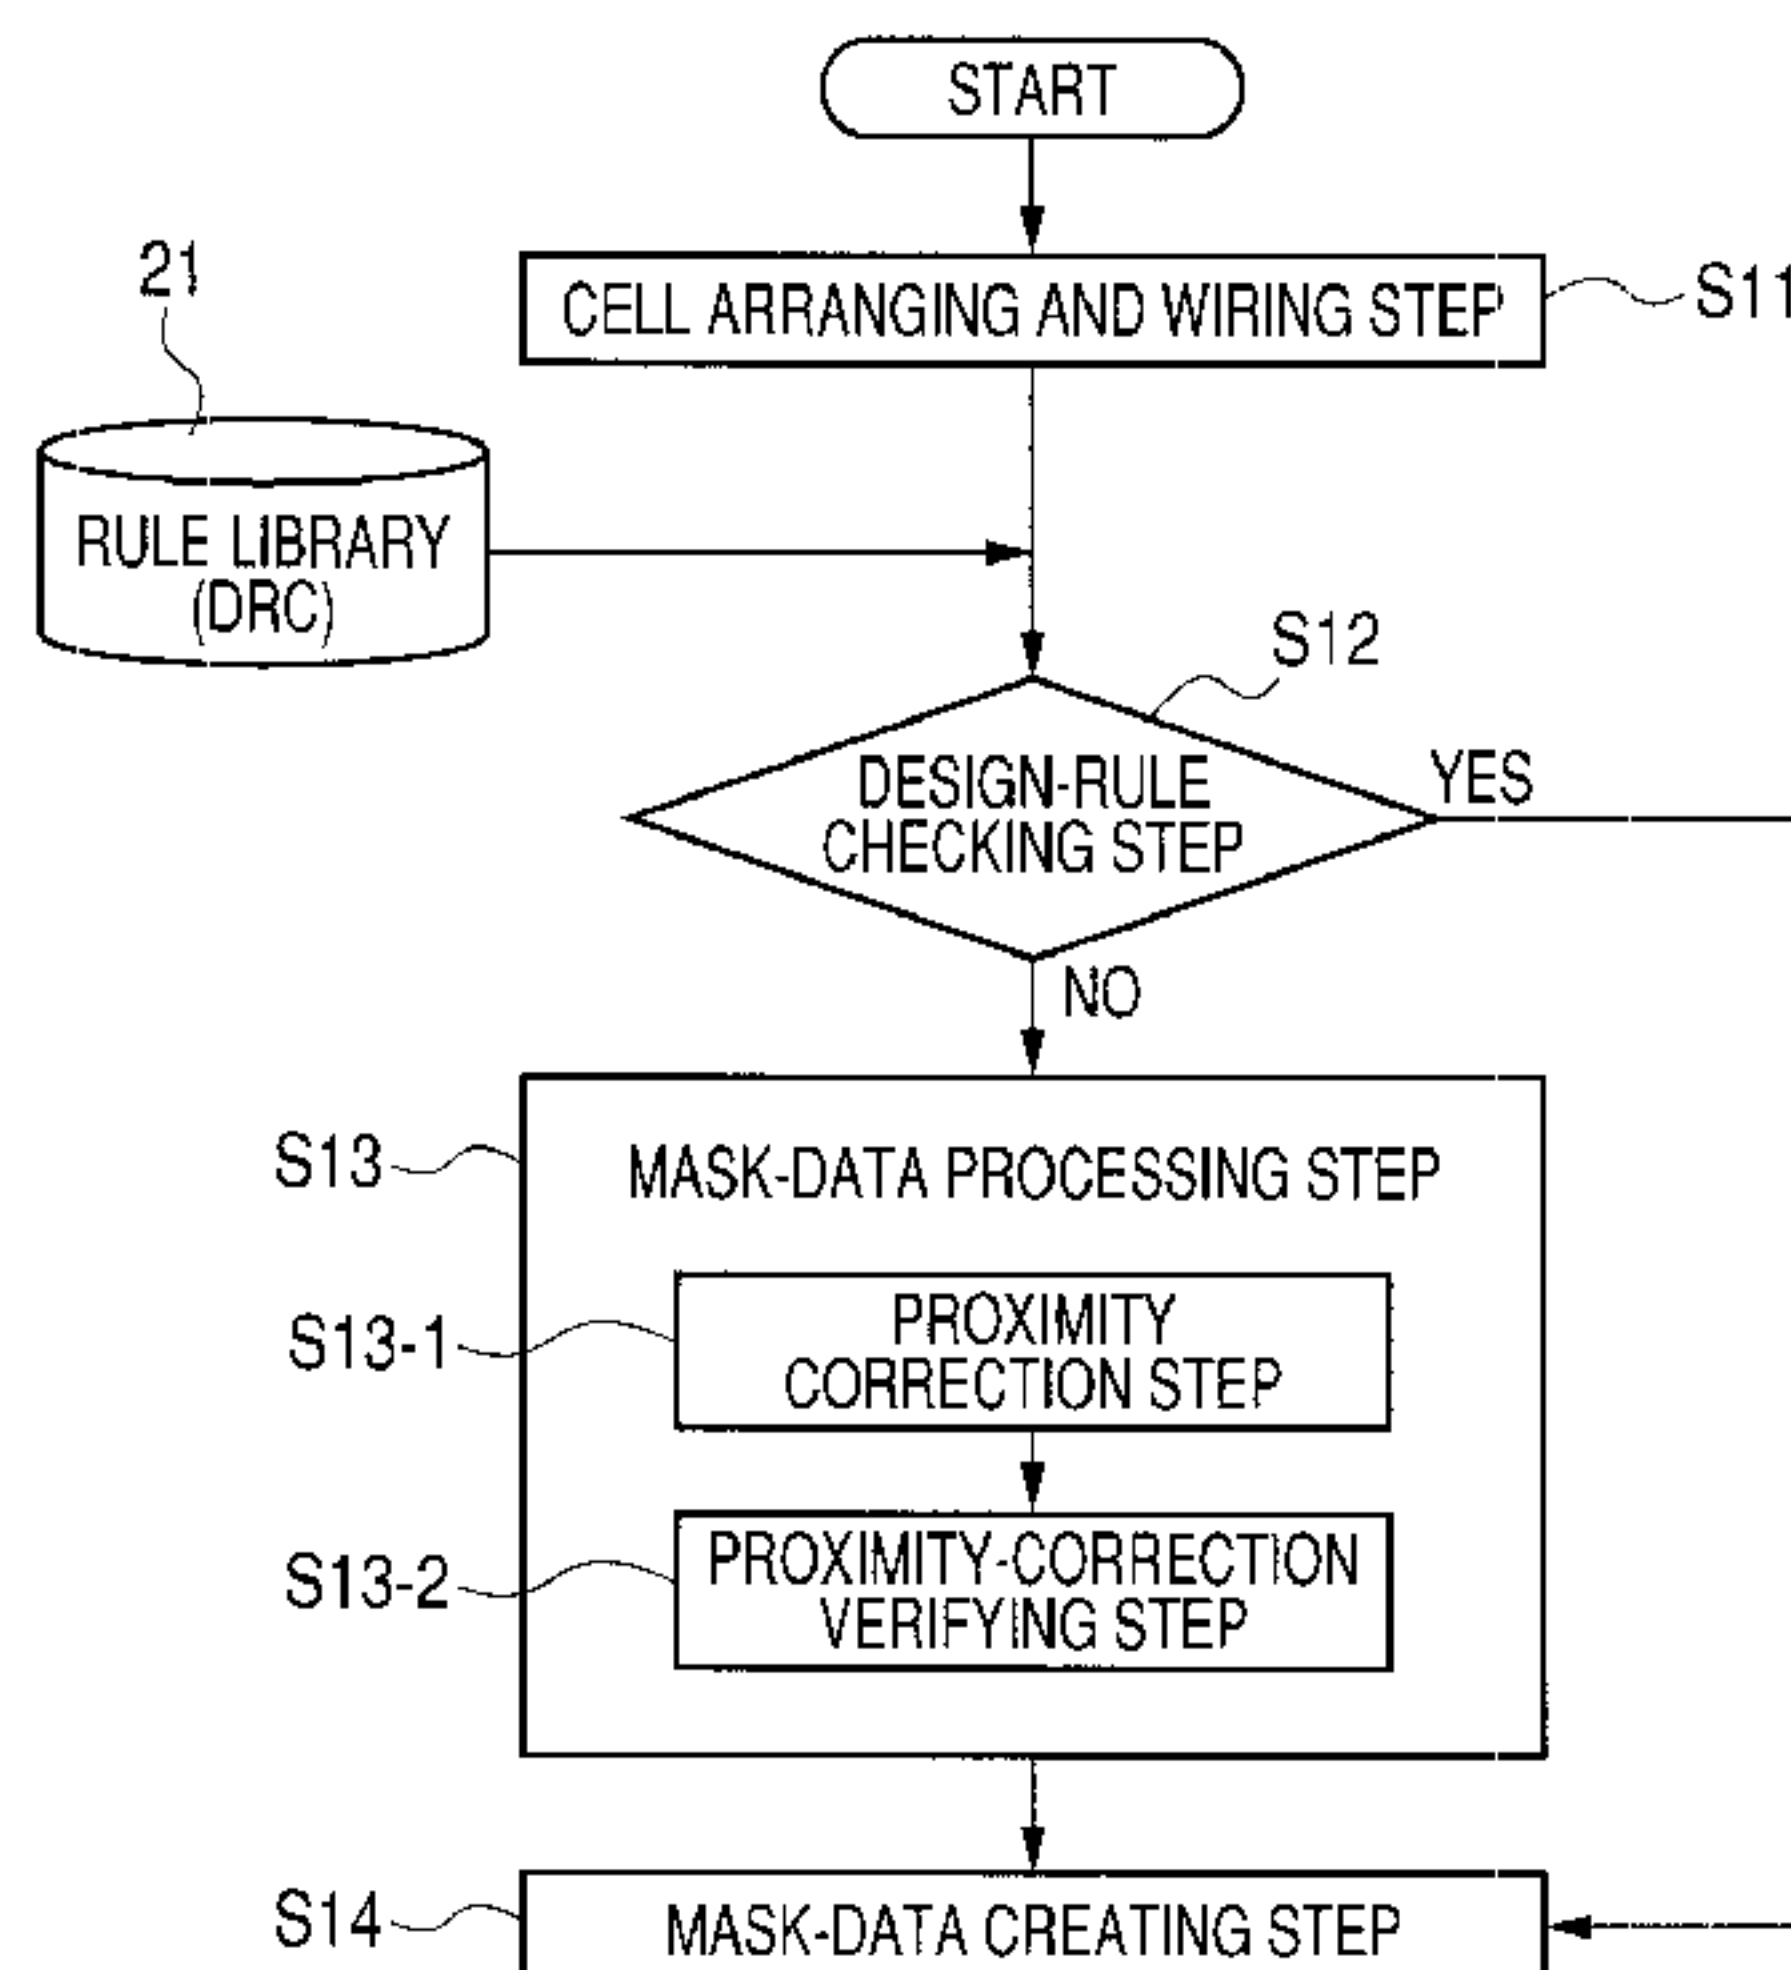 START
21
CELL ARRANGING AND WIRING STEP
S11
RULE LIBRARY
(DRC)
S12
DESIGN-RULE
CHECKING STEP
YES
NO
S13
MASK-DATA PROCESSING STEP
S13-1
PROXIMITY
CORRECTION STEP
S13-2
PROXIMITY-CORRECTION
VERIFYING STEP
S14
MASK-DATA CREATING STEP